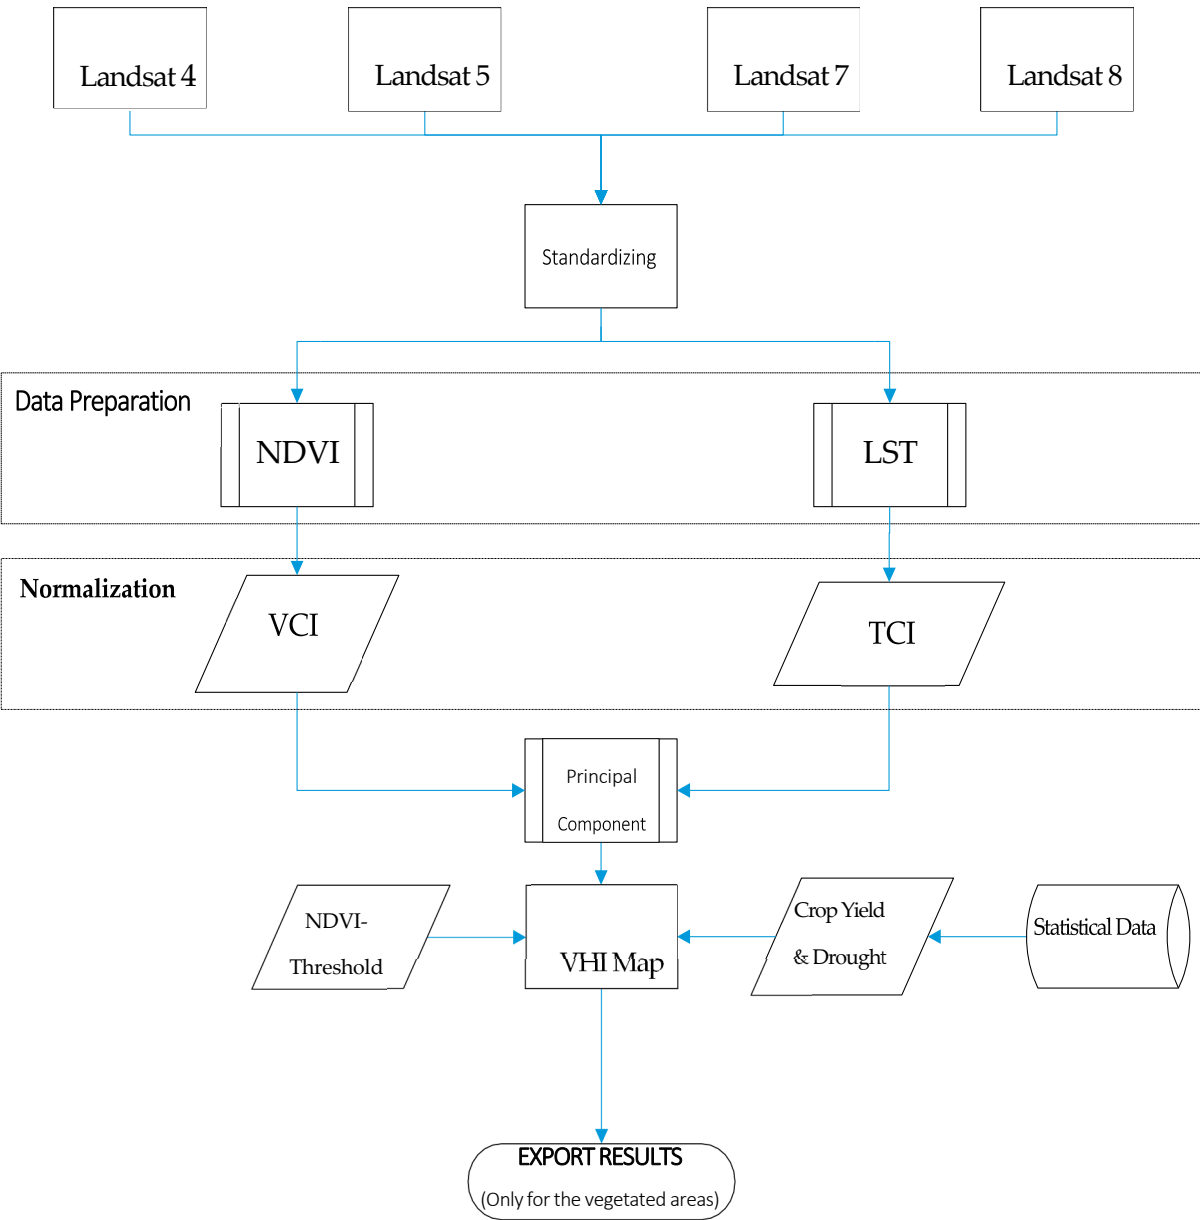 Landsat 4
Landsat 5
Landsat 7
Landsat 8
Standardizing
Data Preparation
NDVI
LST
Normalization
VCI
TCI
Principal
Component
NDVI-
Threshold
VHI Map
Crop Yield
& Drought
Statistical Data
EXPORT RESULTS
(Only for the vegetated areas)